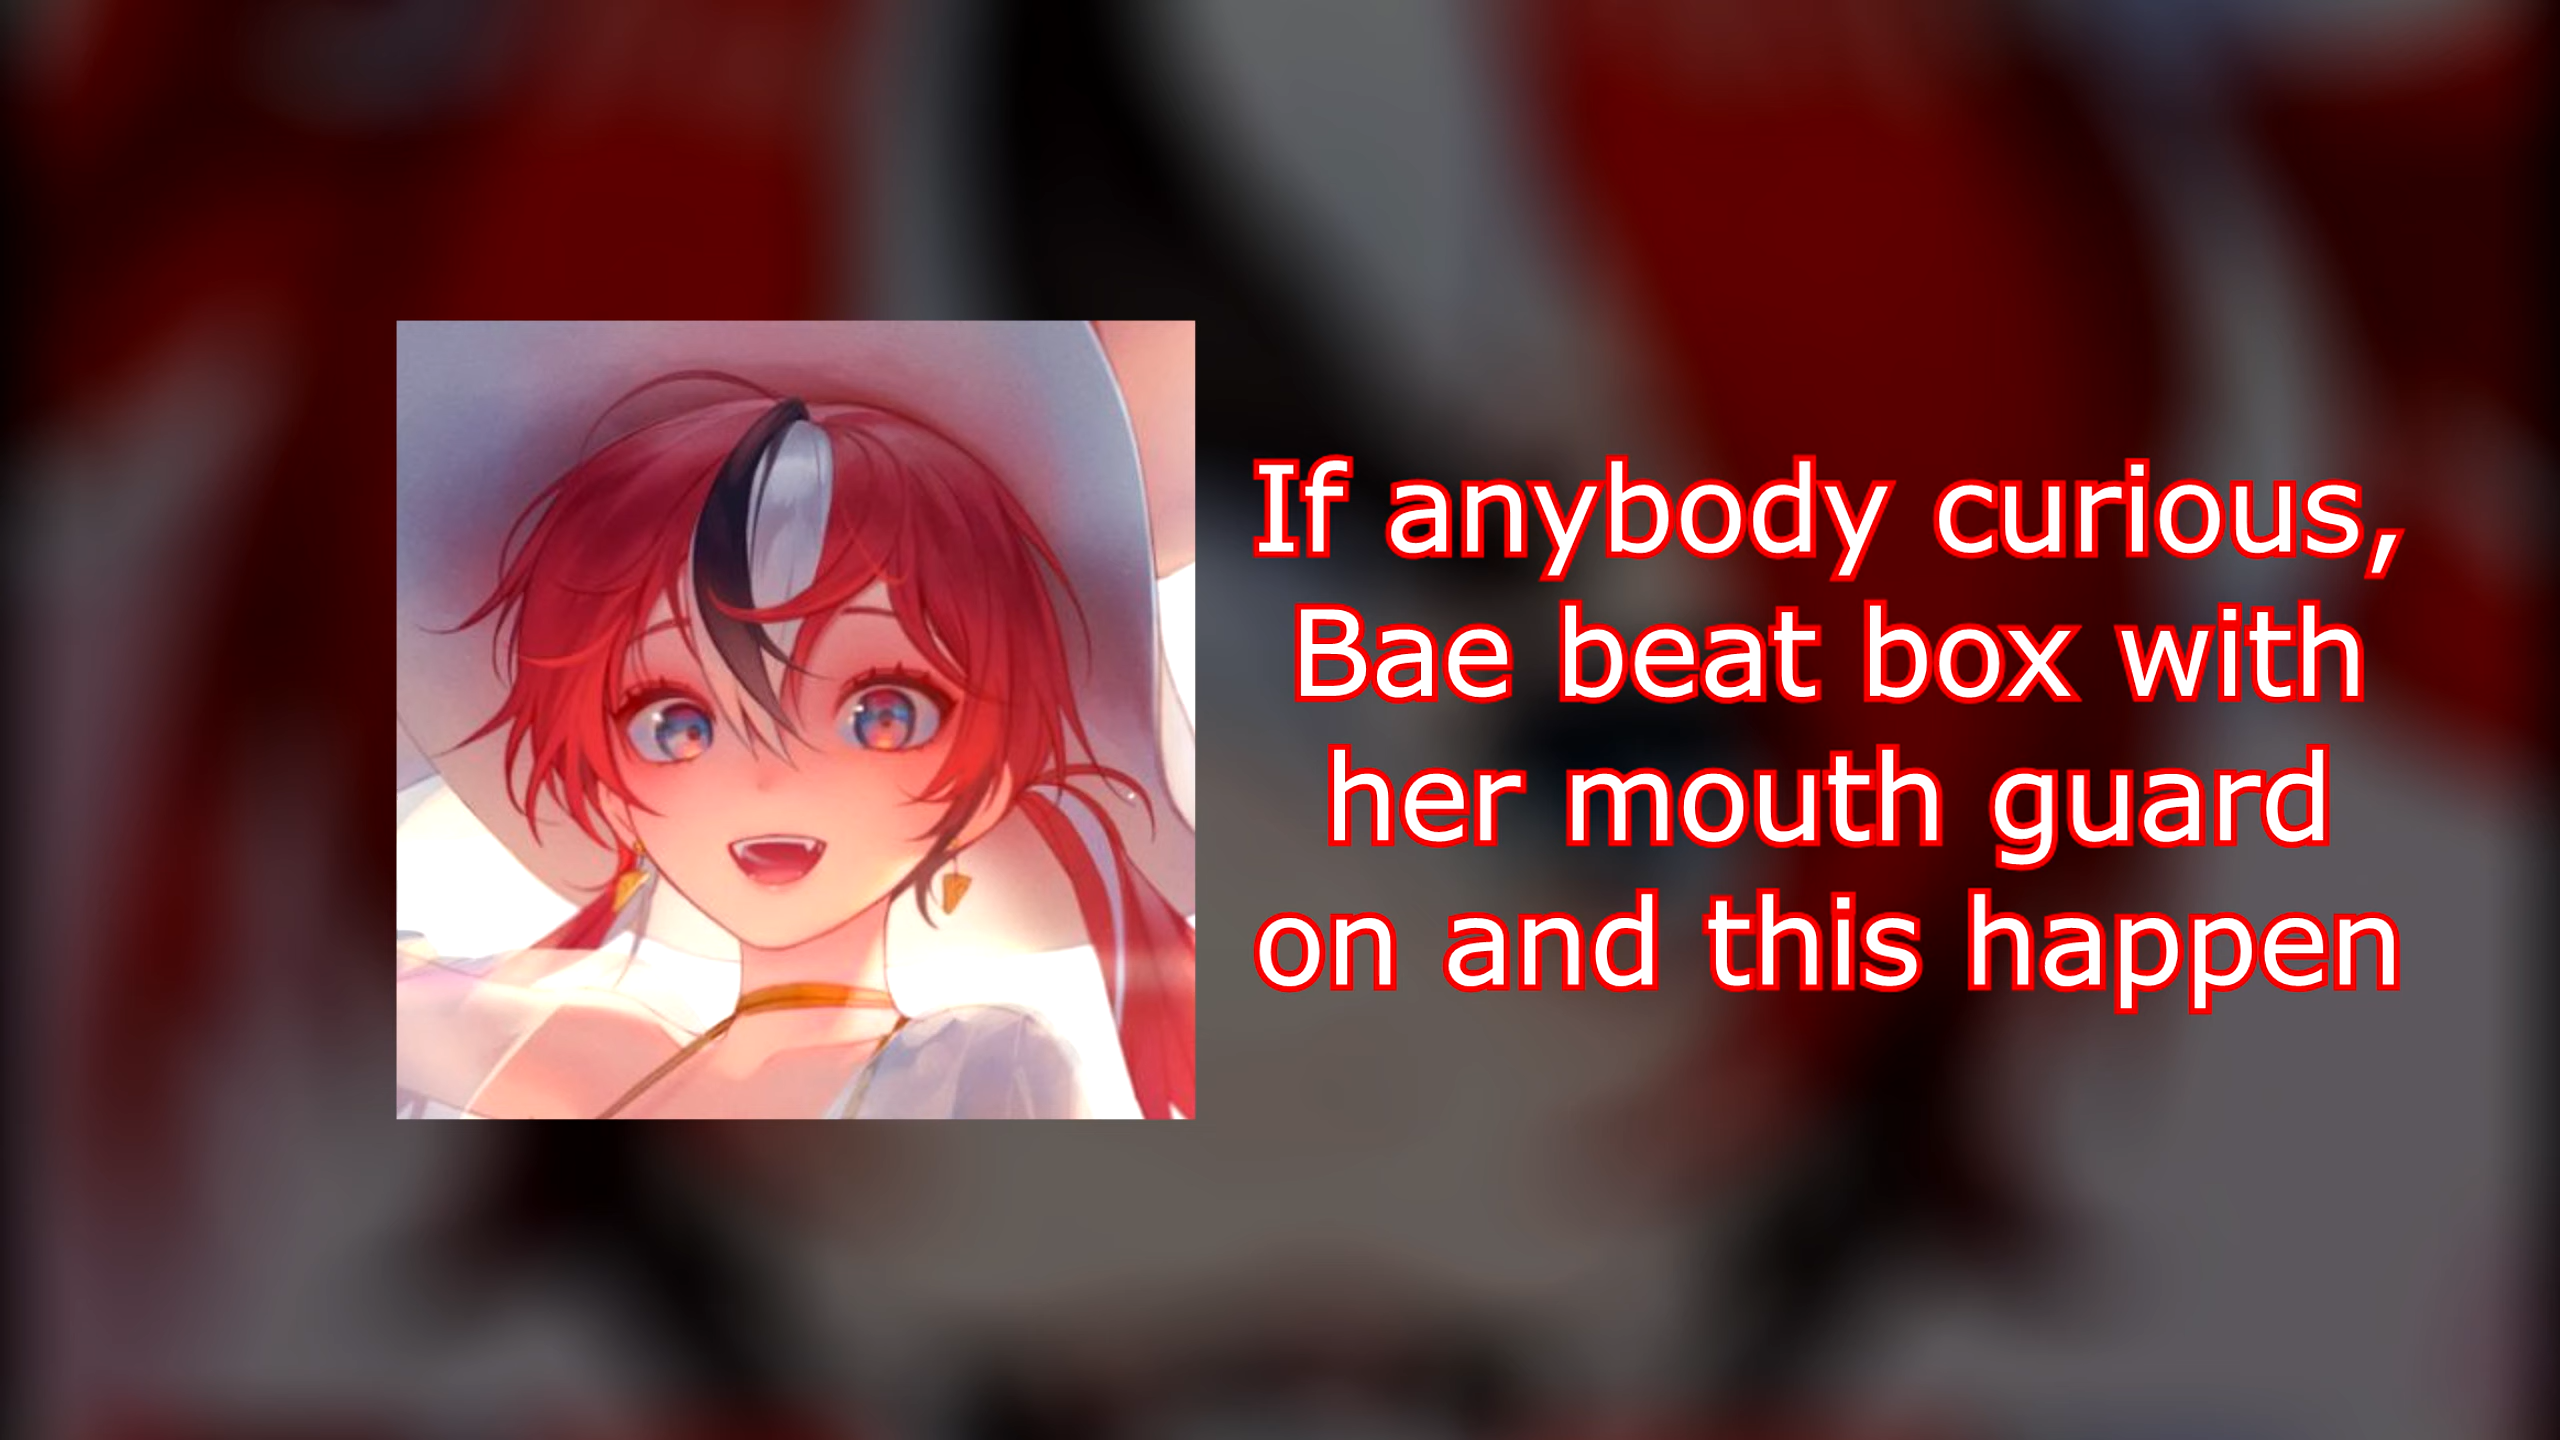 If anybody curious,
Bae beat box with
her mouth guard
on and this happen